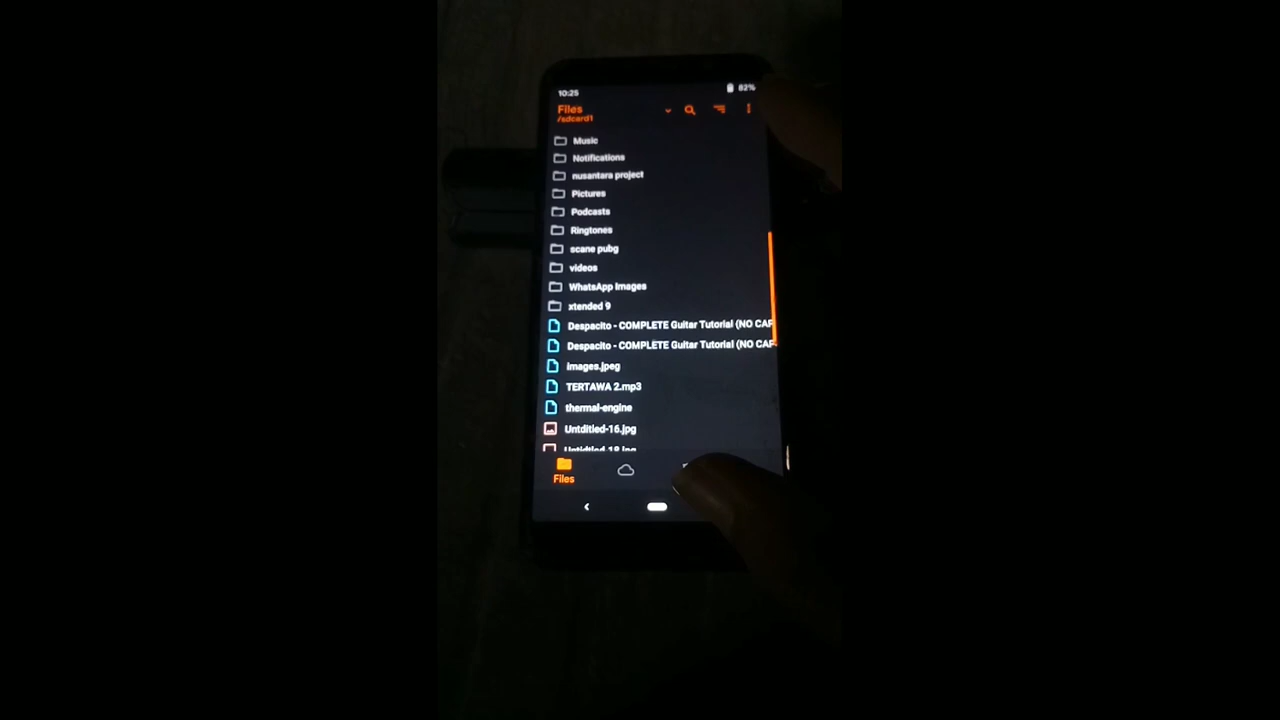 10:25
82%
Files
/sdcard1
Music
Notifications
nusantara project
Pictures
Podcasts
Ringtones
scane pubg
videos
WhatsApp Images
xtended 9
Despacito - COMPLETE Guitar Tutorial (NO CAP
Despacito - COMPLETE Guitar Tutorial (NO CAP
images.jpeg
TERTAWA 2.mp3
thermal-engine
Untditled-16.jpg
Files